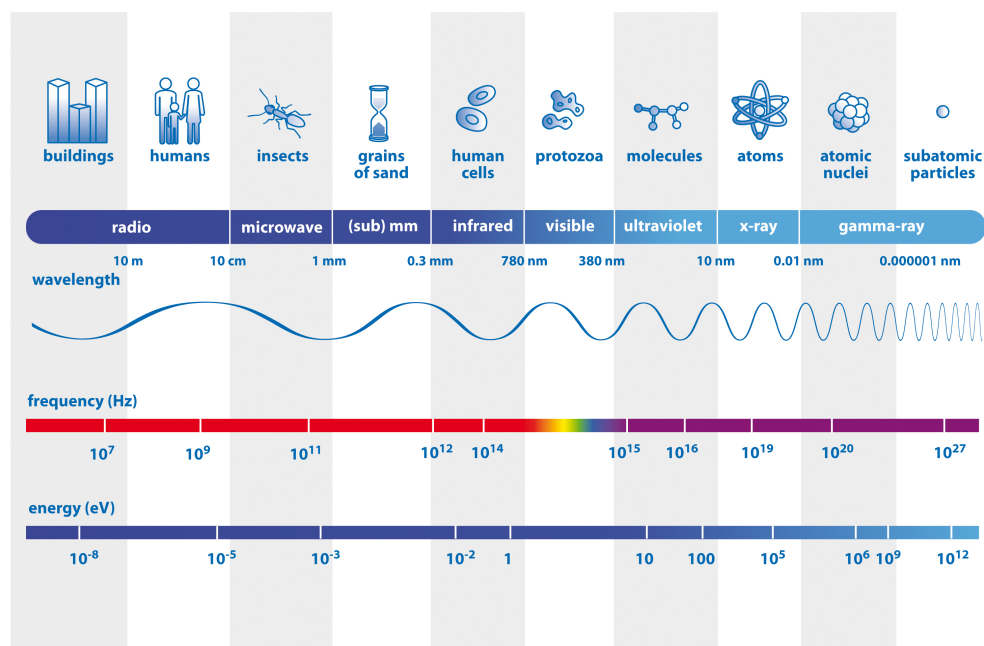 buildings
humans
insects
grains
of sand
human
cells
protozoa
molecules
atoms
atomic
nuclei
subatomic
particles
radio
microwave
(sub) mm
infrared
visible
ultraviolet
x-ray
gamma-ray
10 m
10 cm
1 mm
0.3 mm
780 nm
380 nm
10 nm
0.01 nm
0.000001 nm
wavelength
frequency (Hz)
10⁷
10⁹
10¹¹
10¹²
10¹⁴
10¹⁵
10¹⁶
10¹⁹
10²⁰
10²⁷
energy (eV)
10⁻⁸
10⁻⁵
10⁻³
10⁻²
1
10
100
10⁵
10⁶
10⁹
10¹²